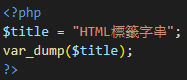 <?php
$title = "HTML標籤字串";
var_dump($title);
?>